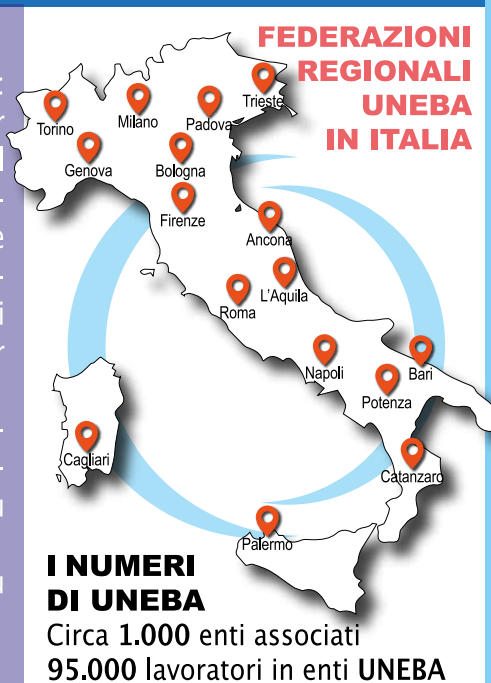 FEDERAZIONI
REGIONALI
UNEBA
IN ITALIA
Trieste
Torino
Milano
Padova
Genova
Bologna
Firenze
Ancona
L'Aquila
Roma
Napoli
Bari
Potenza
Cagliari
Catanzaro
Palermo
I NUMERI
DI UNEBA
Circa 1.000 enti associati
95.000 lavoratori in enti UNEBA